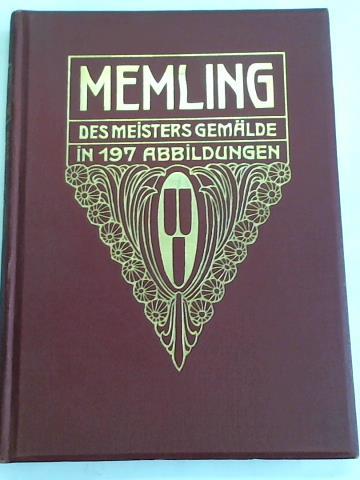 MEMLING
DES MEISTERS GEMÄLDE
IN 197 ABBILDUNGEN